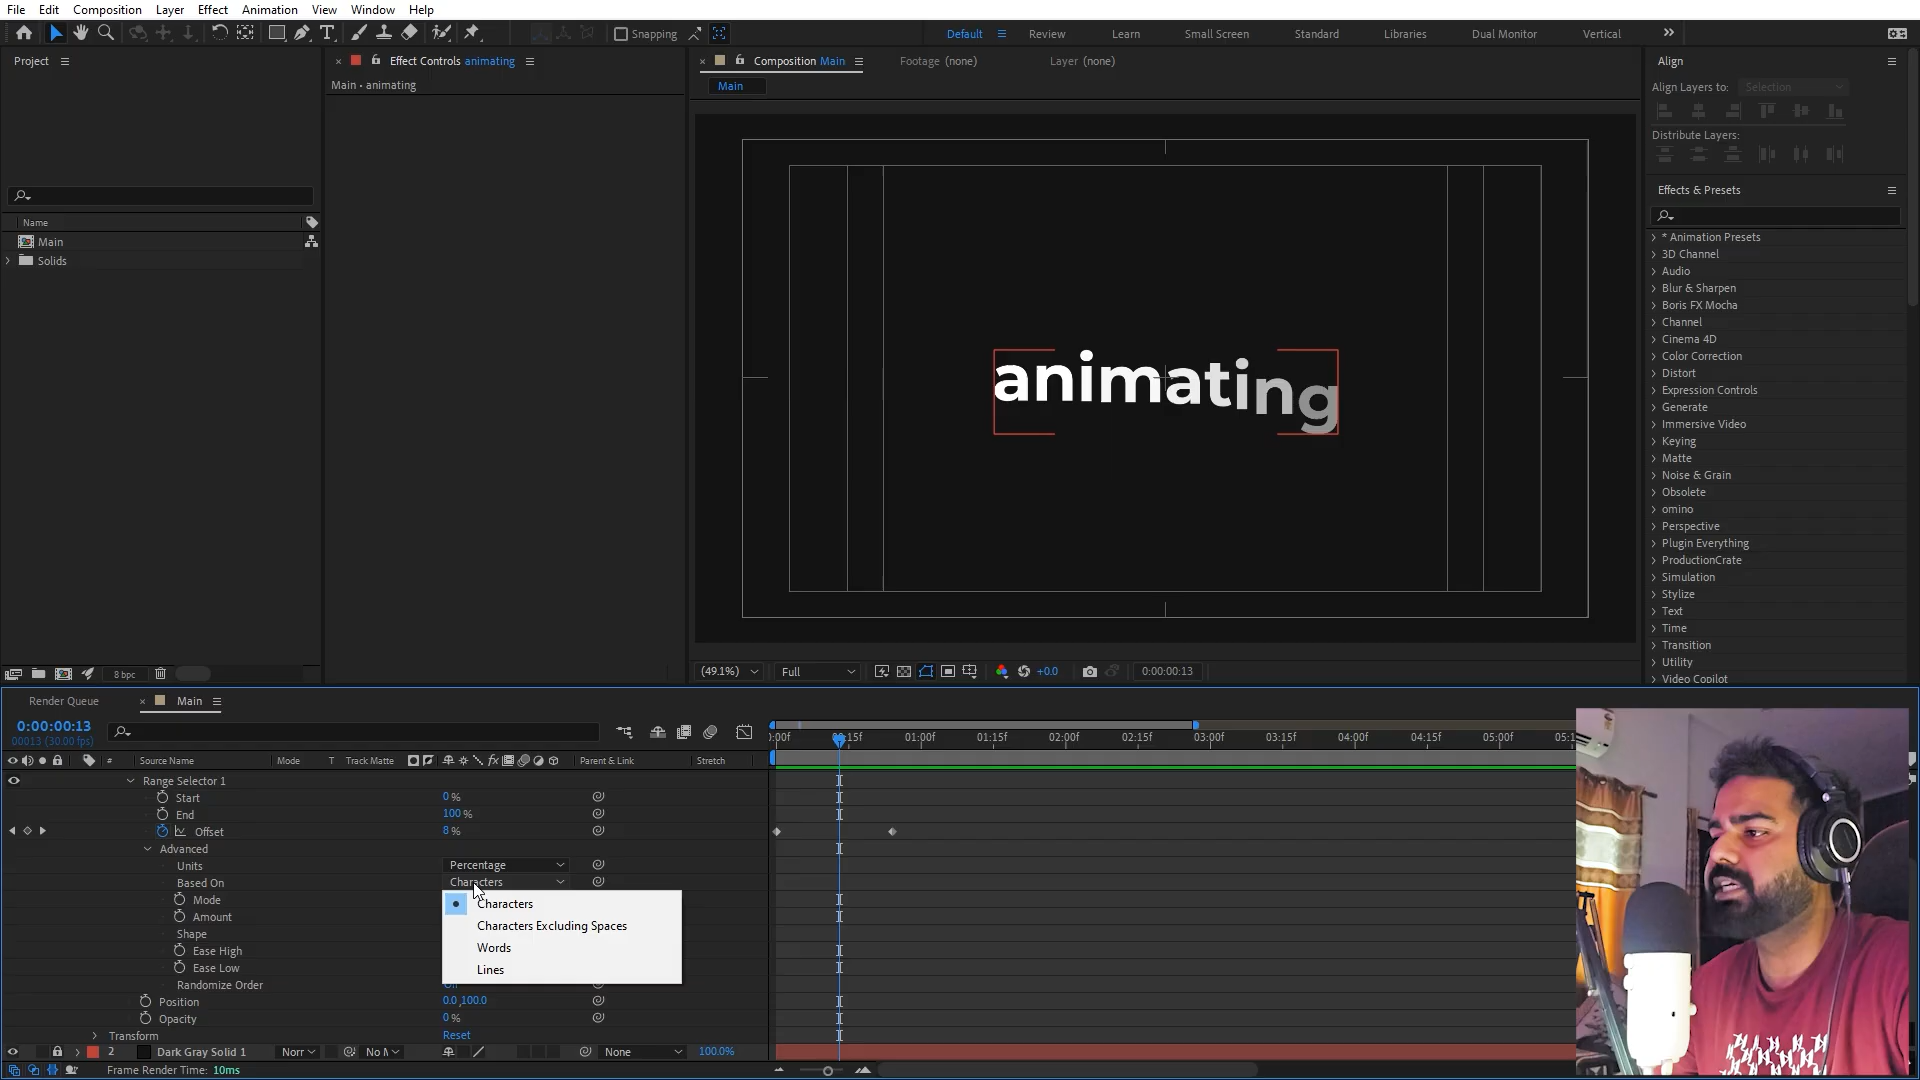 File Edit Composition Layer Effect Animation View Window Help
Snapping
Default Review Learn Small Screen Standard Libraries Dual Monitor Vertical
Project
Effect Controls animating
Main • animating
Composition Main
Footage (none)
Layer (none)
Main
Align
Align Layers to: Selection
Distribute Layers:
Effects & Presets
Name
Main
Solids
* Animation Presets
3D Channel
Audio
Blur & Sharpen
Boris FX Mocha
Channel
Cinema 4D
Color Correction
Distort
Expression Controls
Generate
Immersive Video
Keying
Matte
Noise & Grain
Obsolete
omino
Perspective
Plugin Everything
ProductionCrate
Simulation
Stylize
Text
Time
Transition
Utility
Video Copilot
animating
8 bpc
(49.1%) Full +0.0 0:00:00:13
Render Queue Main
0:00:00:13
00013 (30.00 fps)
# Source Name Mode T Track Matte fx Parent & Link Stretch
:00f 00:15f 01:00f 01:15f 02:00f 02:15f 03:00f 03:15f 04:00f 04:15f 05:00f
Range Selector 1
Start 0 %
End 100 %
Offset 8 %
Advanced
Units Percentage
Based On Characters
Mode
Amount
Shape
Ease High
Ease Low
Randomize Order
Characters
Characters Excluding Spaces
Words
Lines
Position 0.0,100.0
Opacity 0 %
Transform Reset
2 Dark Gray Solid 1 Norr No M None 100.0%
Frame Render Time: 10ms